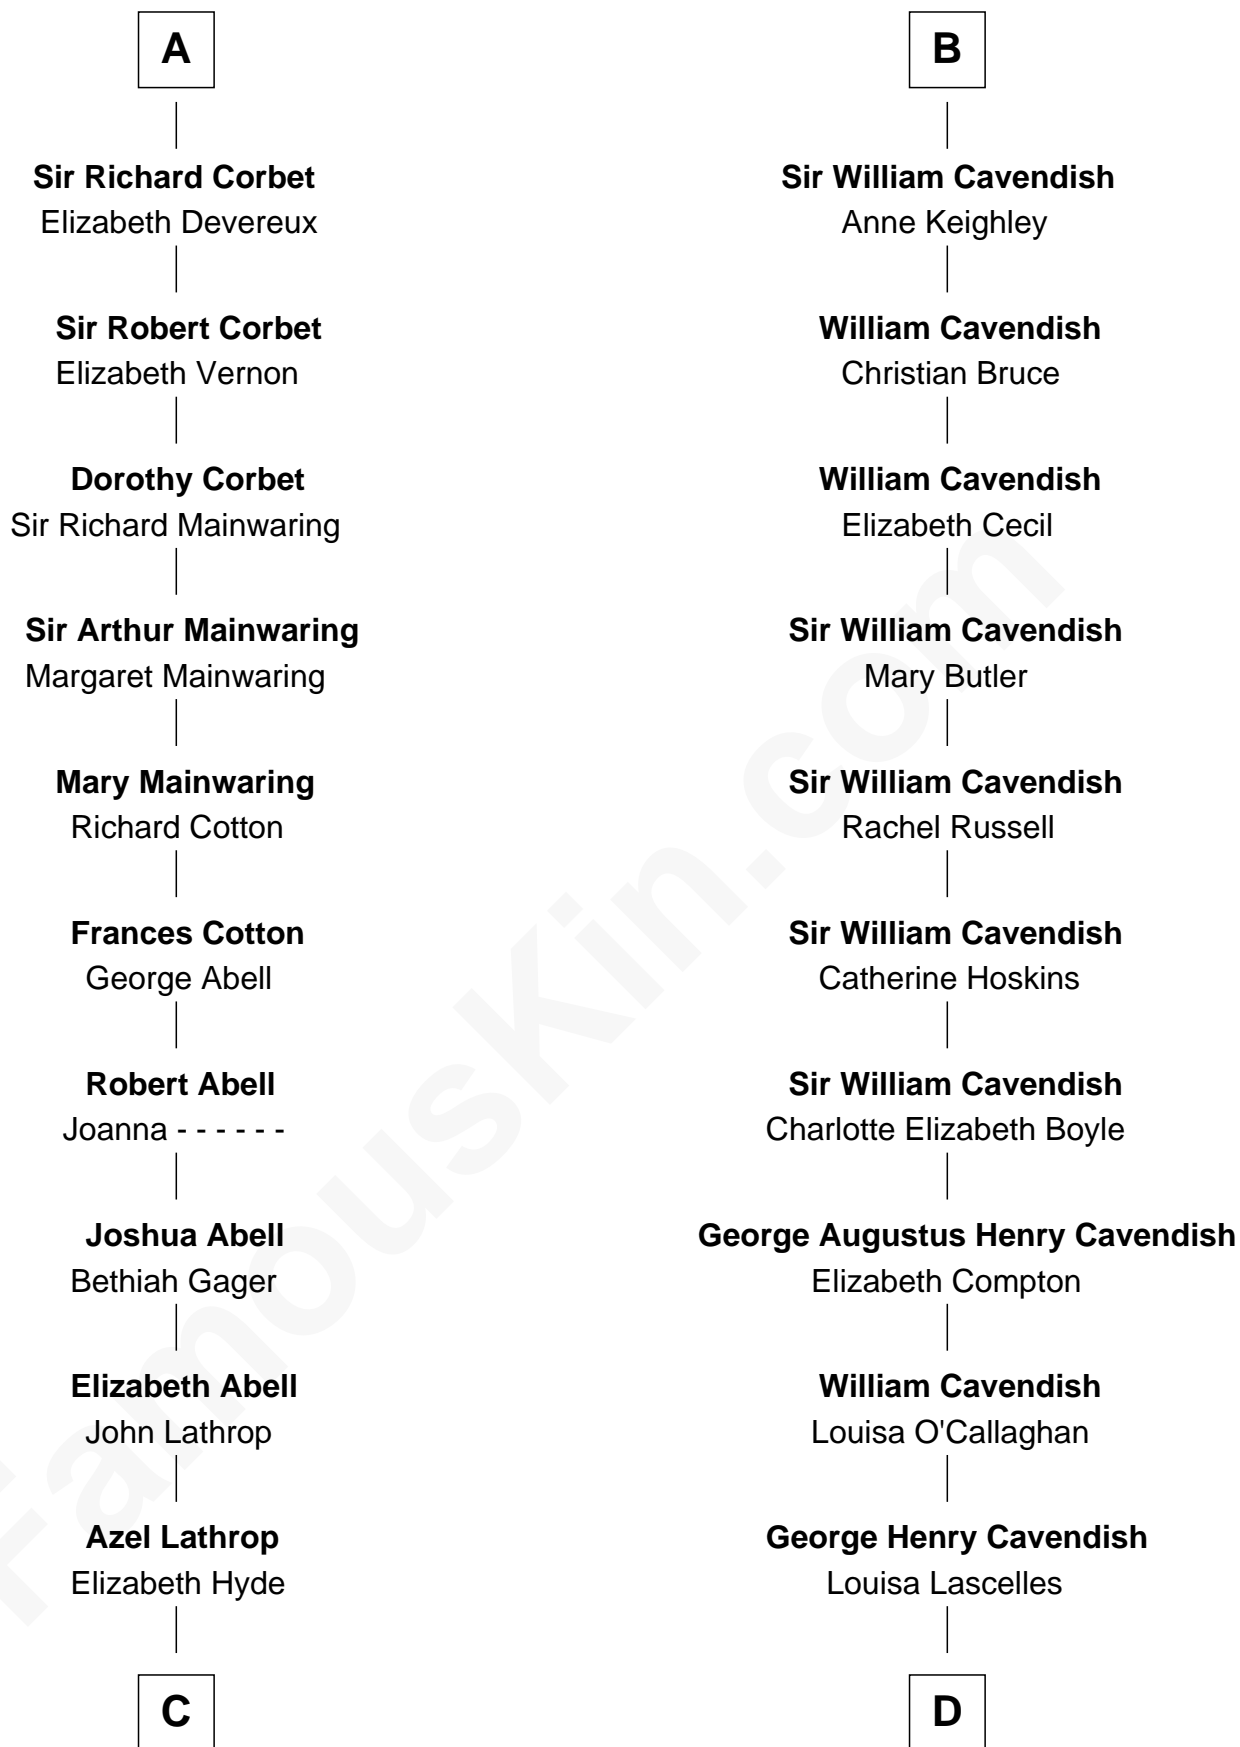 A
Sir Richard Corbet
Elizabeth Devereux
Sir Robert Corbet
Elizabeth Vernon
Dorothy Corbet
Sir Richard Mainwaring
Sir Arthur Mainwaring
Margaret Mainwaring
Mary Mainwaring
Richard Cotton
Frances Cotton
George Abell
Robert Abell
Joanna - - - - - -
Joshua Abell
Bethiah Gager
Elizabeth Abell
John Lathrop
Azel Lathrop
Elizabeth Hyde
C
B
Sir William Cavendish
Anne Keighley
William Cavendish
Christian Bruce
William Cavendish
Elizabeth Cecil
Sir William Cavendish
Mary Butler
Sir William Cavendish
Rachel Russell
Sir William Cavendish
Catherine Hoskins
Sir William Cavendish
Charlotte Elizabeth Boyle
George Augustus Henry Cavendish
Elizabeth Compton
William Cavendish
Louisa O'Callaghan
George Henry Cavendish
Louisa Lascelles
D
FamousKin.com